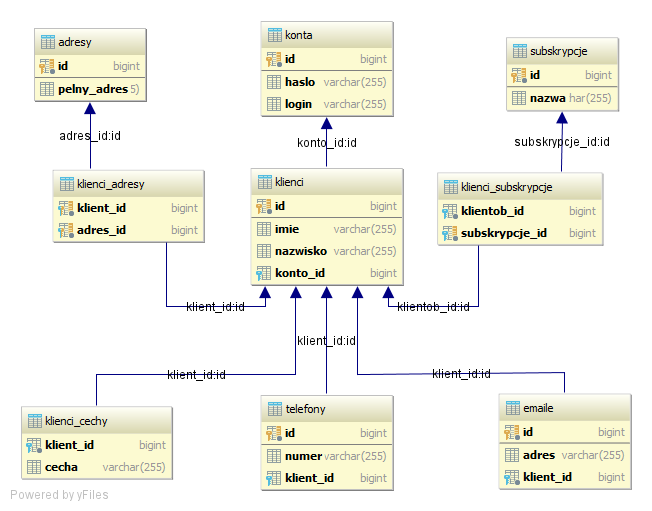 adresy
id bigint
pelny_adres 5)
konta
id bigint
haslo varchar(255)
login varchar(255)
subskrypcje
id bigint
nazwa har(255)
adres_id:id
konto_id:id
subskrypcje_id:id
klienci_adresy
klient_id bigint
adres_id bigint
klienci
id bigint
imie varchar(255)
nazwisko varchar(255)
konto_id bigint
klienci_subskrypcje
klientob_id bigint
subskrypcje_id bigint
klient_id:id
klientob_id:id
klient_id:id
klient_id:id
klient_id:id
klienci_cechy
klient_id bigint
cecha varchar(255)
telefony
id bigint
numer varchar(255)
klient_id bigint
emaile
id bigint
adres varchar(255)
klient_id bigint
Powered by yFiles